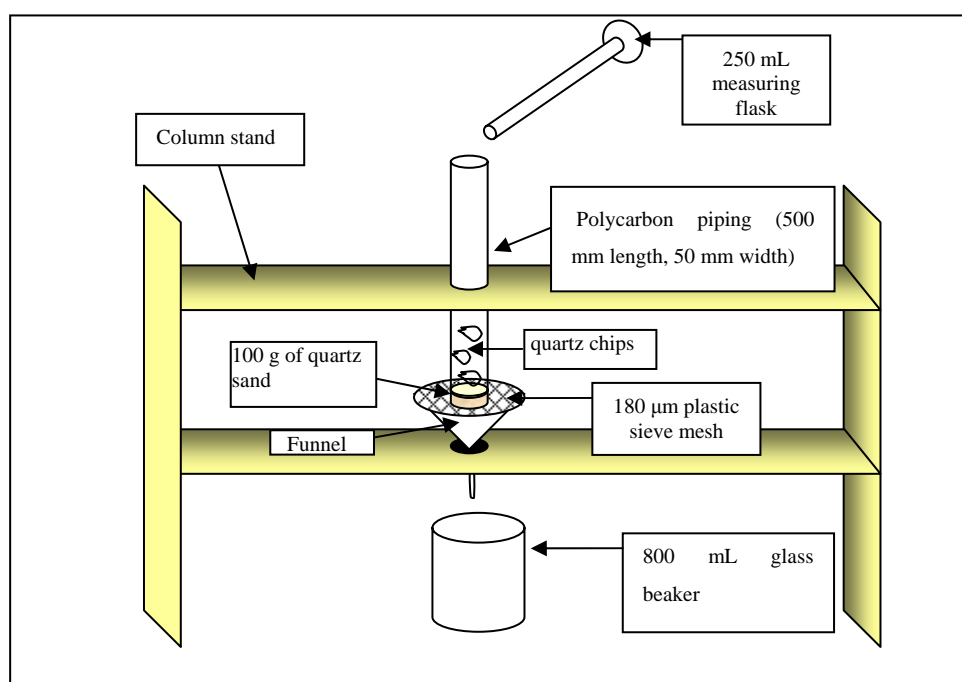 250 mL
measuring
flask
Column stand
Polycarbon piping (500
mm length, 50 mm width)
quartz chips
100 g of quartz
sand
180 μm plastic
sieve mesh
Funnel
800 mL glass
beaker